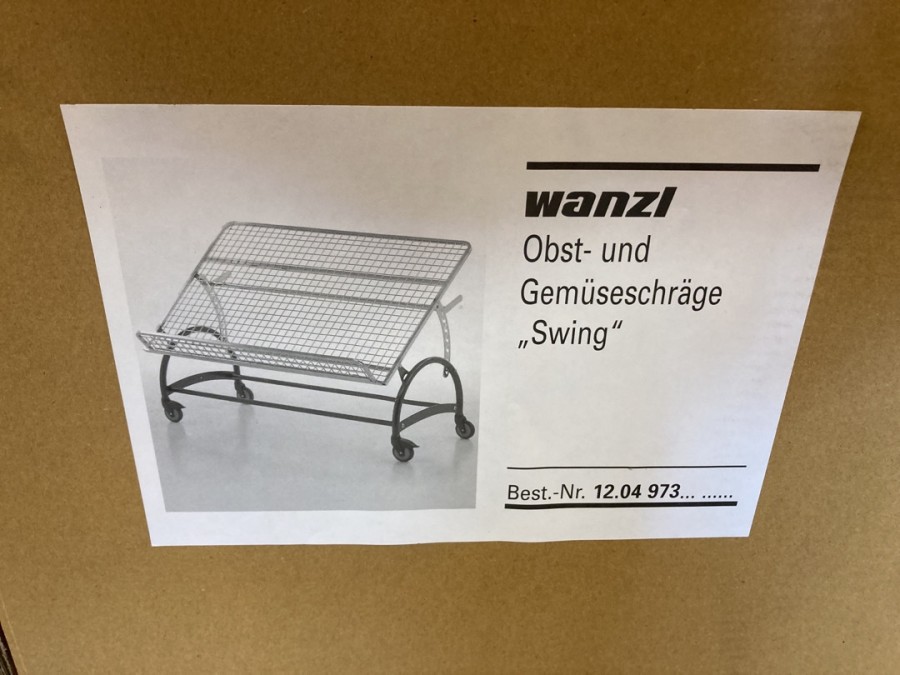 wanzl
Obst- und
Gemüseschräge
„Swing“
Best.-Nr. 12.04 973... ......